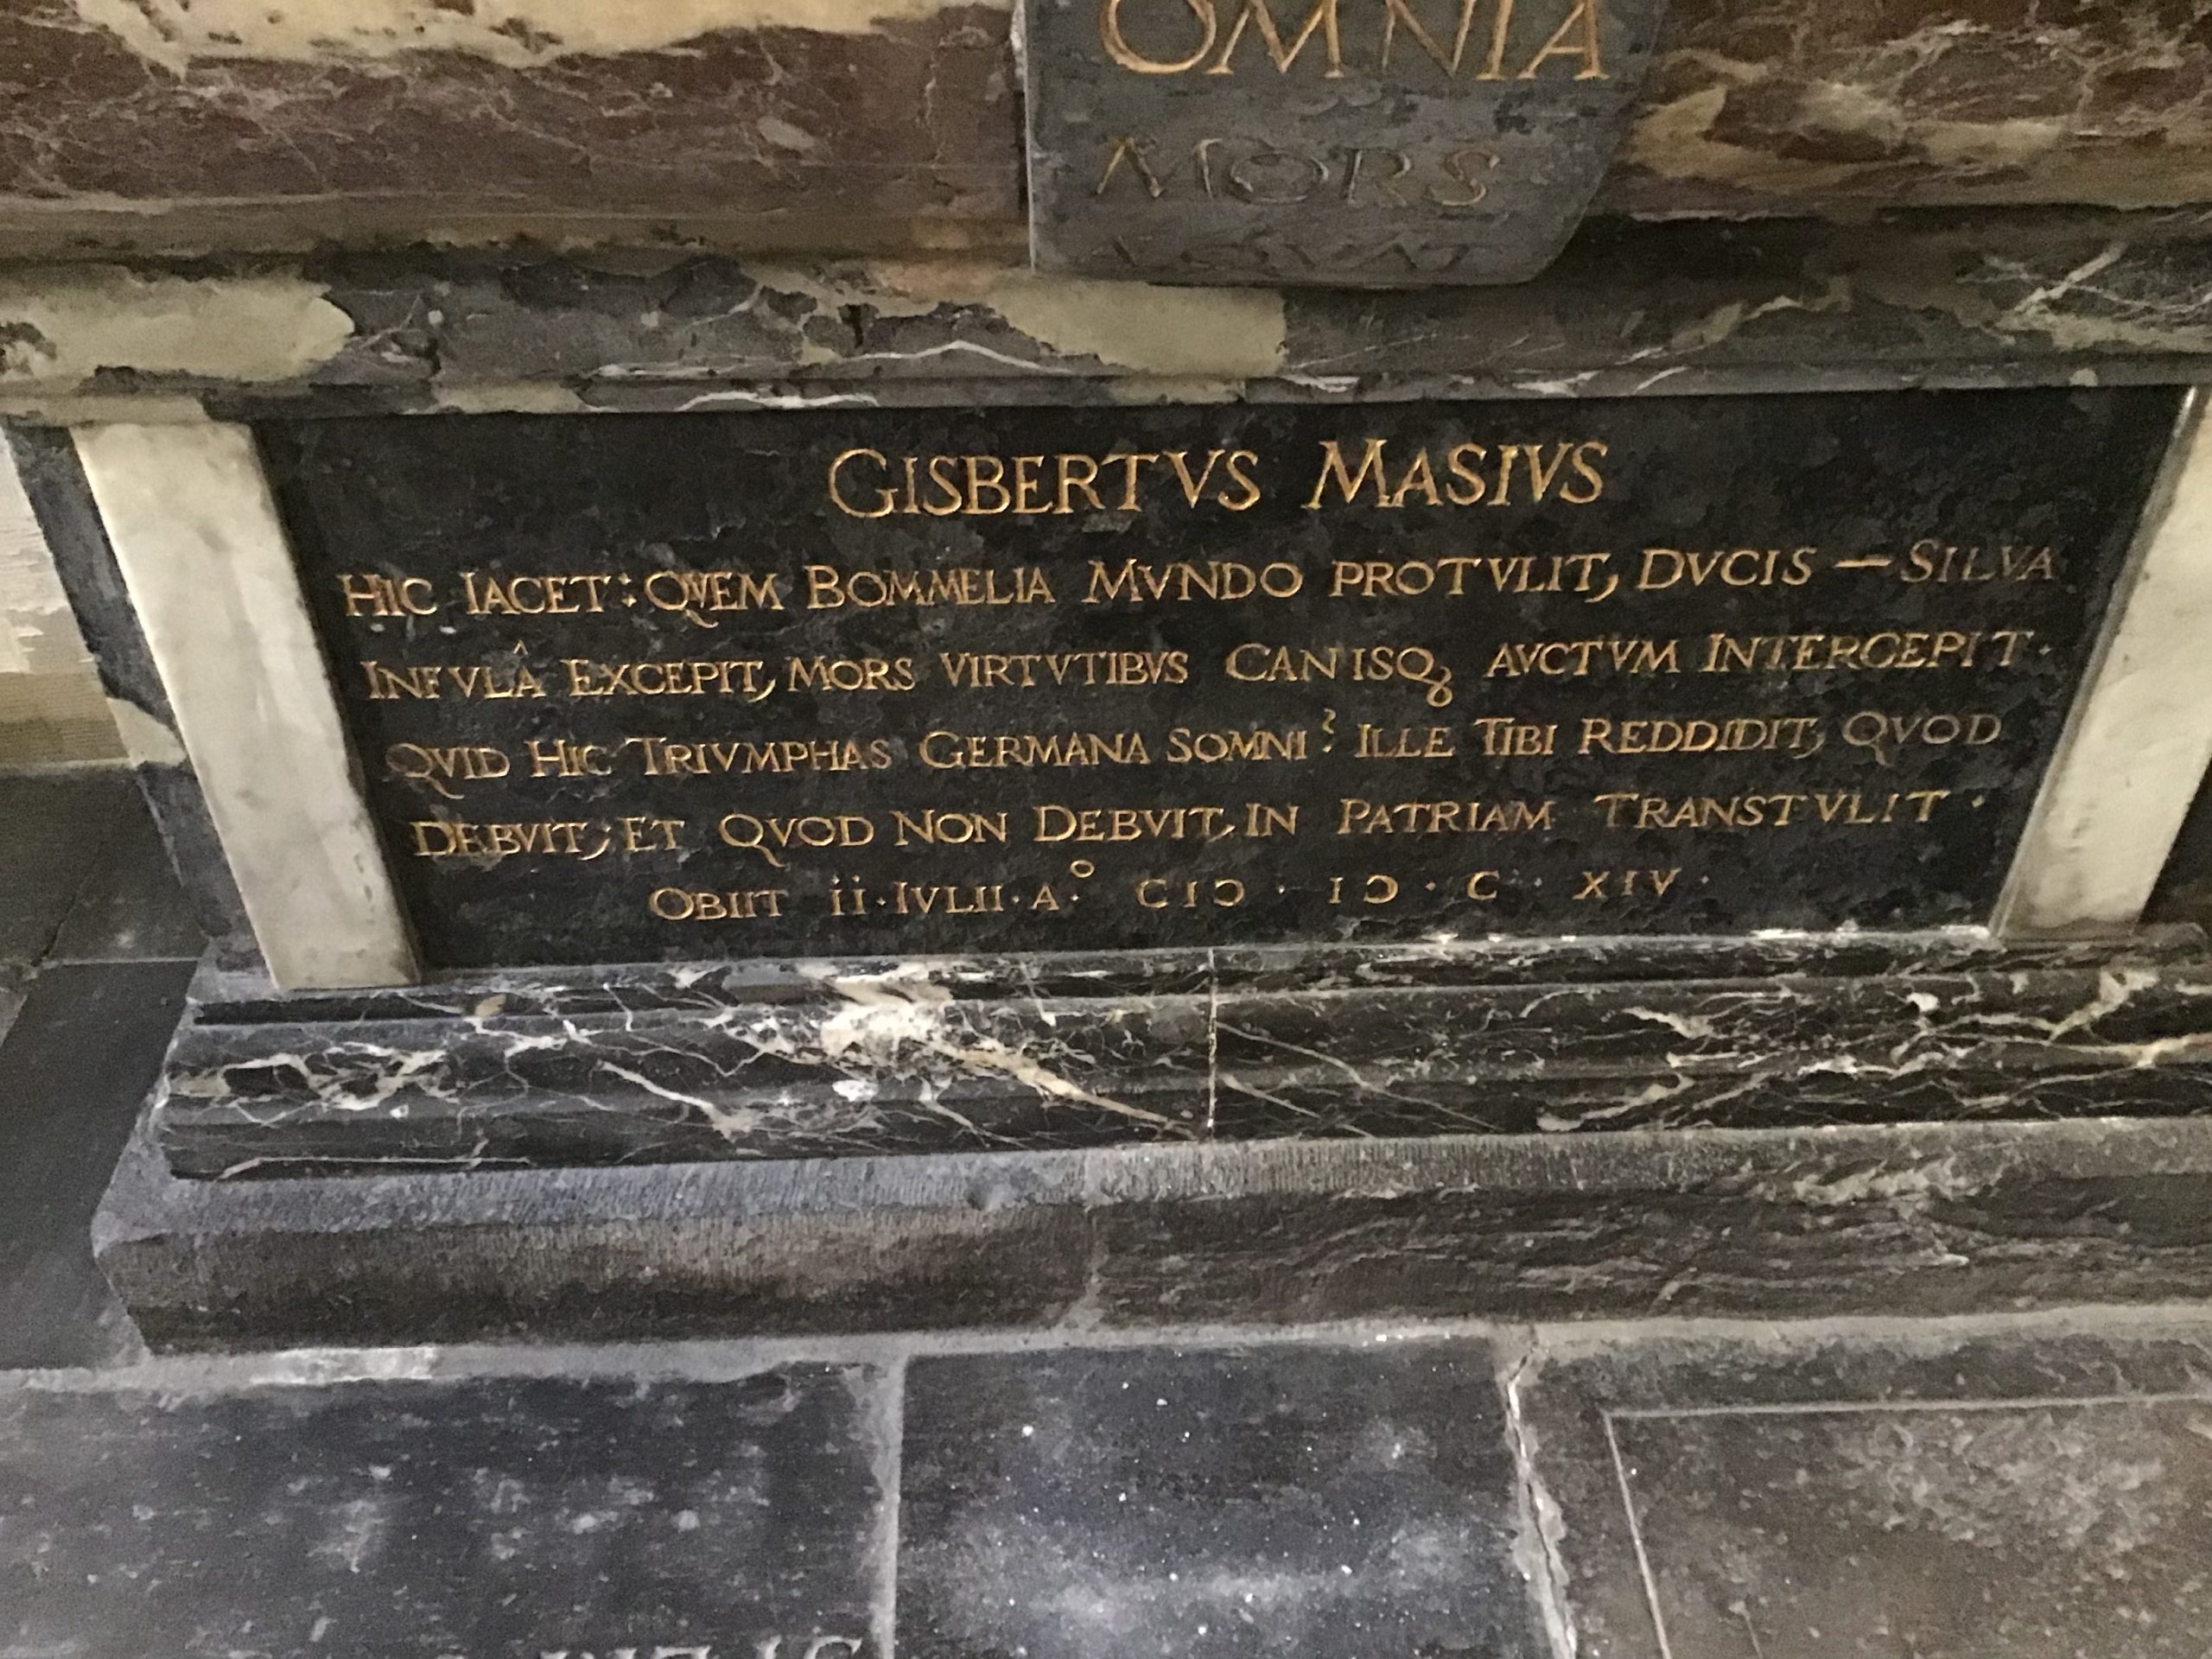 OMNIA
MORS
GISBERTVS MASIVS
HIC IACET: QVEM BOMMELIA MVNDO PROTVLIT, DVCIS — SILVA
INFVLÂ EXCEPIT, MORS VIRTVTIBVS CANISQ₃ AVCTVM INTERCEPIT.
QVID HIC TRIVMPHAS GERMANA SOMNI? ILLE TIBI REDDIDIT, QVOD
DEBVIT; ET QVOD NON DEBVIT, IN PATRIAM TRANSTVLIT.
OBIIT ii. IVLII. A.° CIↃ. IↃ. C. XIV.